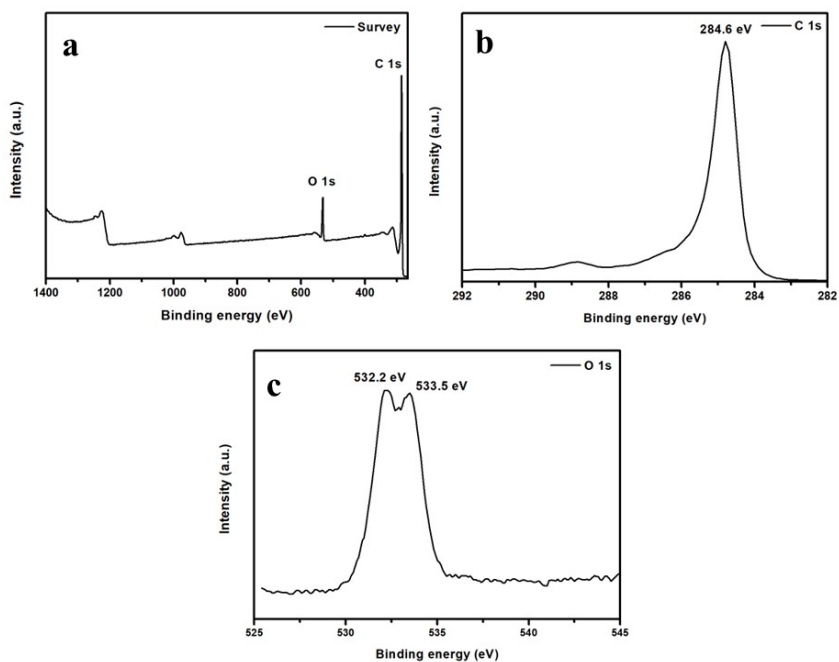 a
Survey
C 1s
O 1s
Intensity (a.u.)
1400 1200 1000 800 600 400
Binding energy (eV)
b
284.6 eV
C 1s
Intensity (a.u.)
292 290 288 286 284 282
Binding energy (eV)
c
532.2 eV
533.5 eV
O 1s
Intensity (a.u.)
525 530 535 540 545
Binding energy (eV)